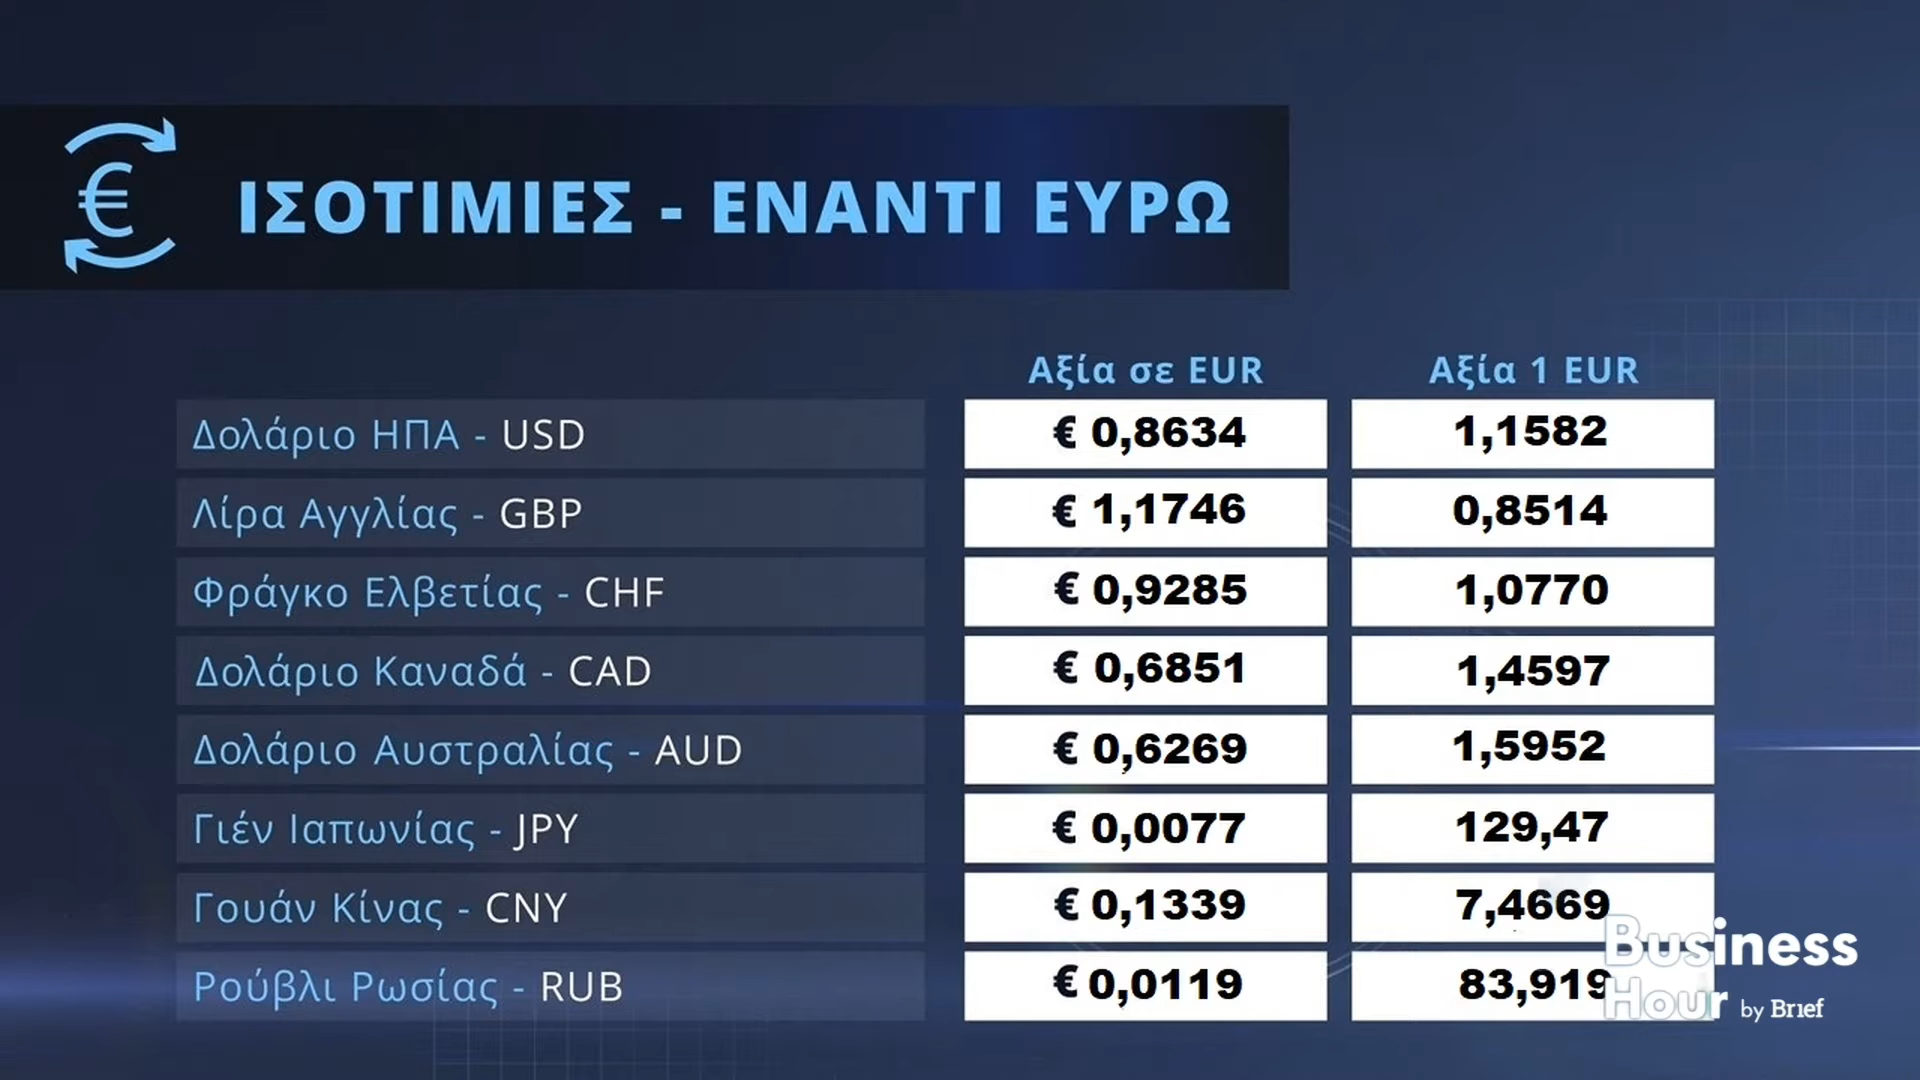 €
ΙΣΟΤΙΜΙΕΣ - ΕΝΑΝΤΙ ΕΥΡΩ
Αξία σε EUR Αξία 1 EUR
Δολάριο ΗΠΑ - USD € 0,8634 1,1582
Λίρα Αγγλίας - GBP € 1,1746 0,8514
Φράγκο Ελβετίας - CHF € 0,9285 1,0770
Δολάριο Καναδά - CAD € 0,6851 1,4597
Δολάριο Αυστραλίας - AUD € 0,6269 1,5952
Γιέν Ιαπωνίας - JPY € 0,0077 129,47
Γουάν Κίνας - CNY € 0,1339 7,4669
Ρούβλι Ρωσίας - RUB € 0,0119 83,919
Business
Hour by Brief